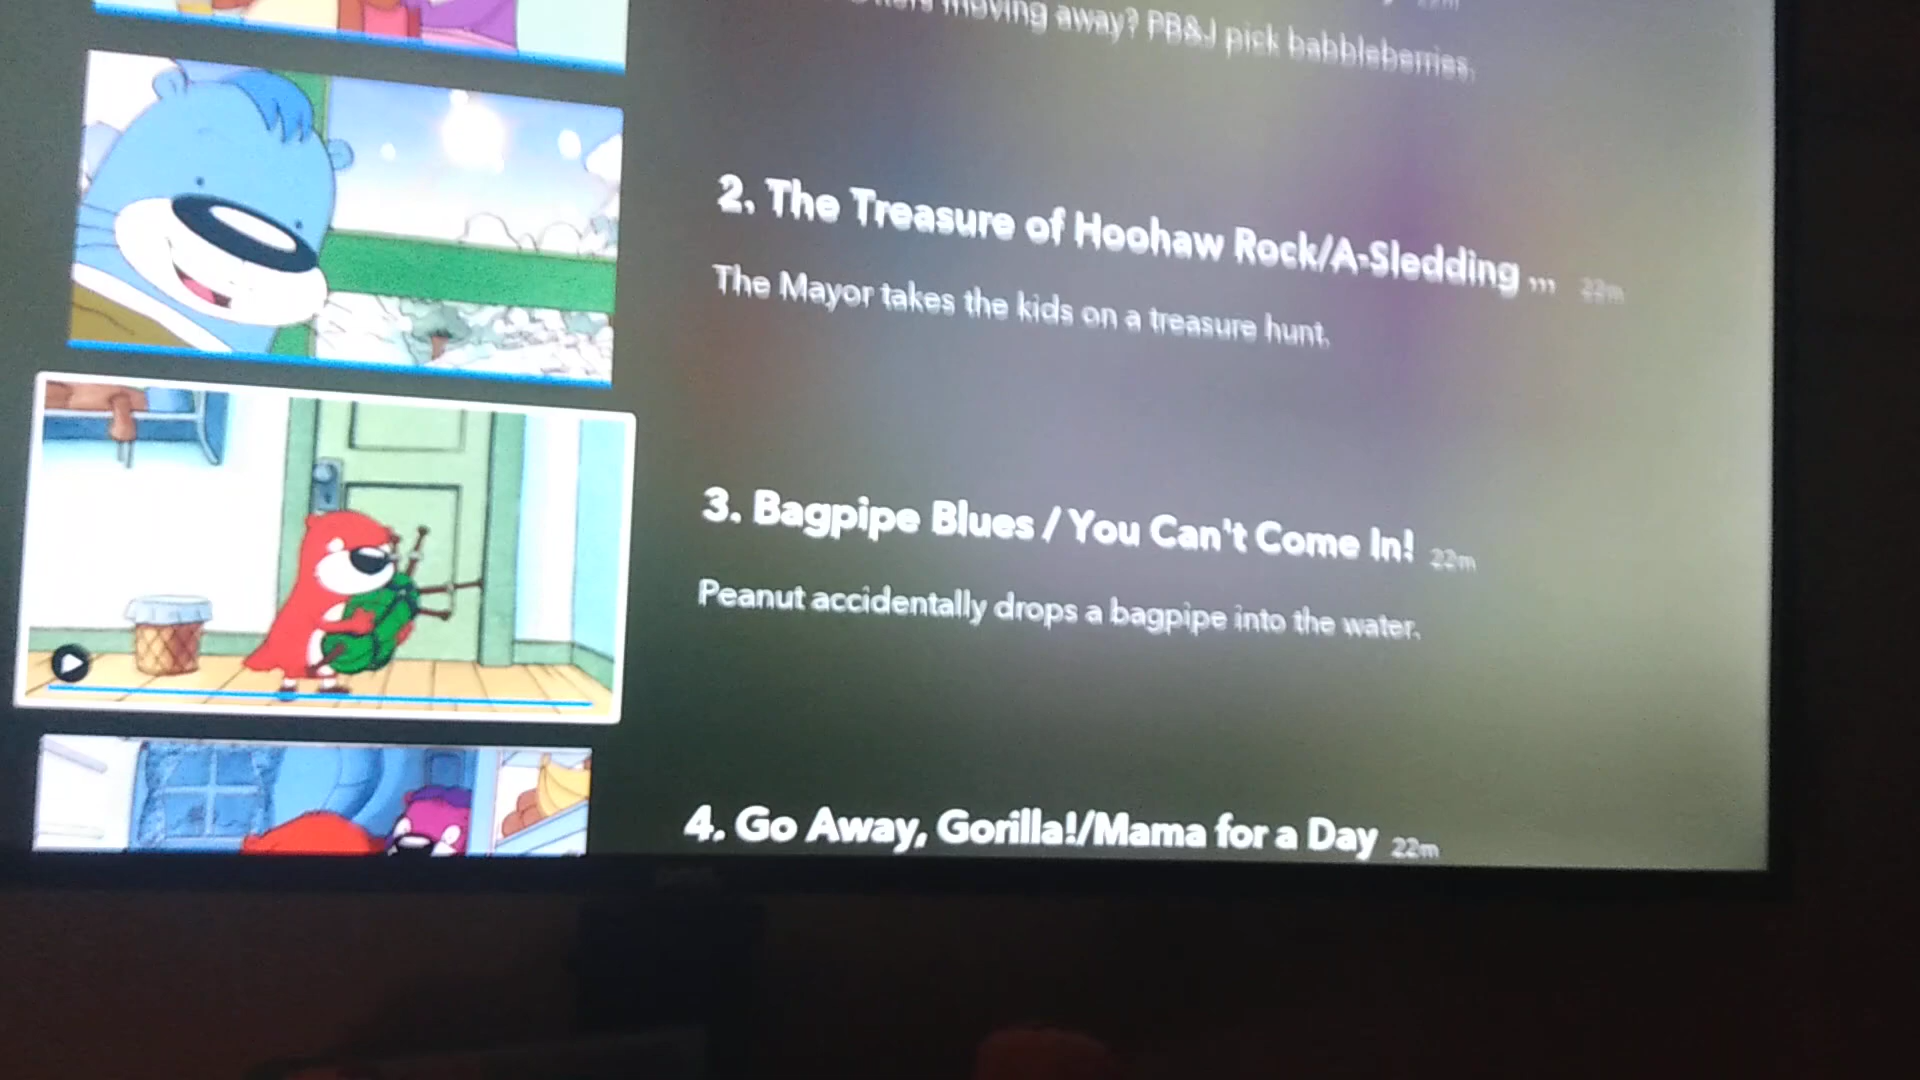 moving away? PB&J pick babbleberries.
2. The Treasure of Hoohaw Rock/A-Sledding ... 22m
The Mayor takes the kids on a treasure hunt.
3. Bagpipe Blues / You Can't Come In! 22m
Peanut accidentally drops a bagpipe into the water.
4. Go Away, Gorilla!/Mama for a Day 22m